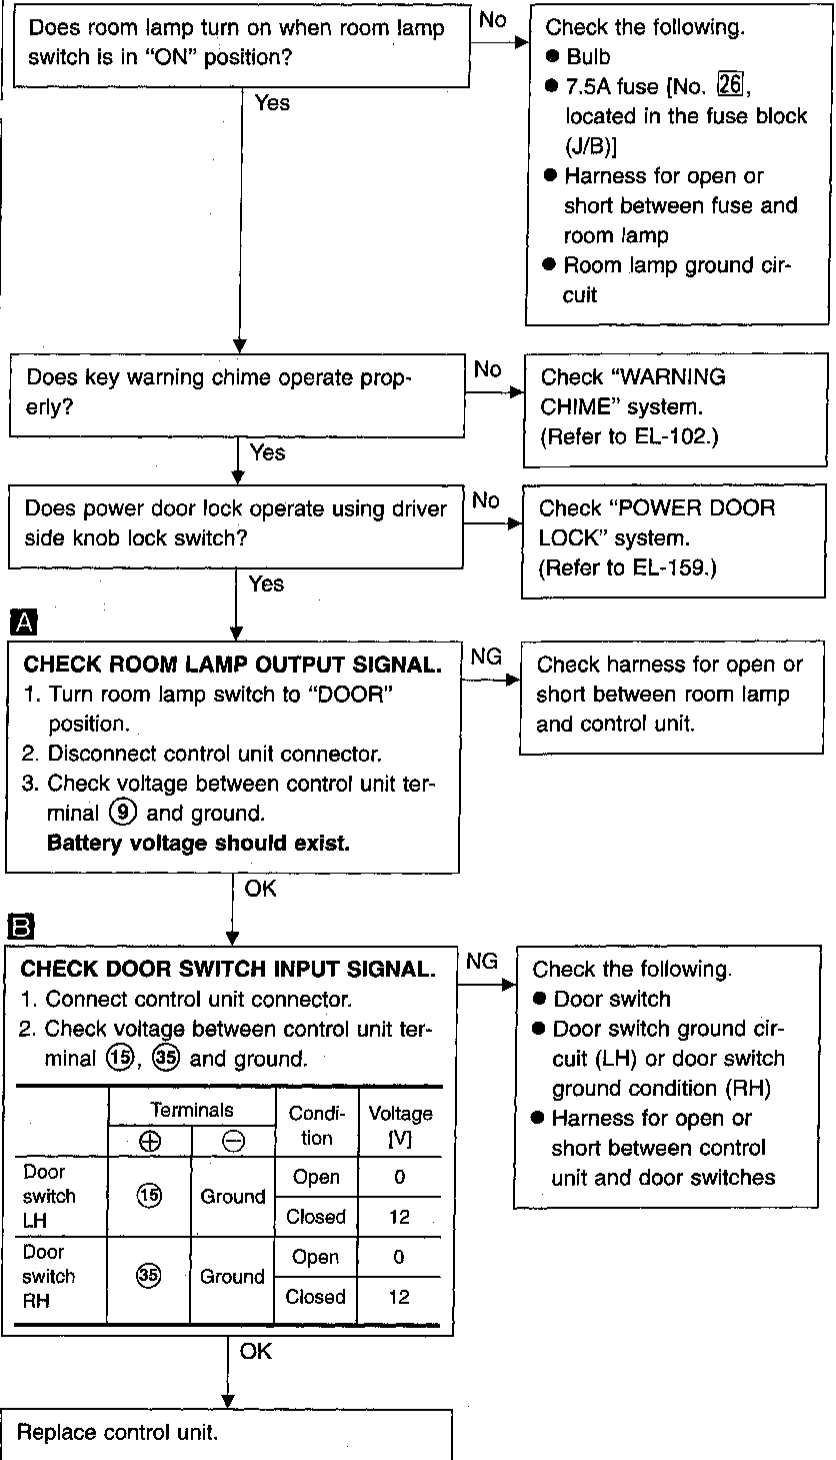 Does room lamp turn on when room lamp
switch is in “ON” position?
No
Check the following.
● Bulb
● 7.5A fuse [No. 26,
located in the fuse block
(J/B)]
● Harness for open or
short between fuse and
room lamp
● Room lamp ground cir-
cuit
Yes
Does key warning chime operate prop-
erly?
No
Check “WARNING
CHIME” system.
(Refer to EL-102.)
Yes
Does power door lock operate using driver
side knob lock switch?
No
Check “POWER DOOR
LOCK” system.
(Refer to EL-159.)
Yes
A
CHECK ROOM LAMP OUTPUT SIGNAL.
1. Turn room lamp switch to “DOOR”
position.
2. Disconnect control unit connector.
3. Check voltage between control unit ter-
minal ⑨ and ground.
Battery voltage should exist.
NG
Check harness for open or
short between room lamp
and control unit.
OK
B
CHECK DOOR SWITCH INPUT SIGNAL.
1. Connect control unit connector.
2. Check voltage between control unit ter-
minal ⑮, ㉟ and ground.
Terminals Condi- Voltage
⊕ ⊖ tion [V]
Door
switch
LH
⑮ Ground
Open 0
Closed 12
Door
switch
RH
㉟ Ground
Open 0
Closed 12
NG
Check the following.
● Door switch
● Door switch ground cir-
cuit (LH) or door switch
ground condition (RH)
● Harness for open or
short between control
unit and door switches
OK
Replace control unit.